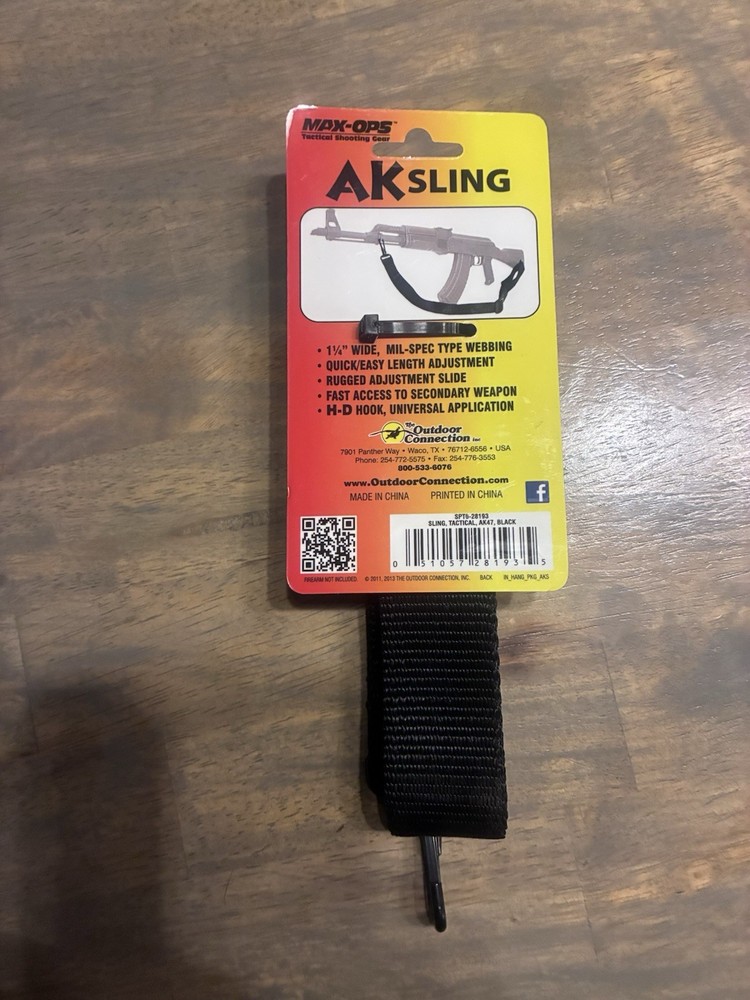 MAX-OPS™
Tactical Shooting Gear
AK SLING
• 1¼" WIDE, MIL-SPEC TYPE WEBBING
• QUICK/EASY LENGTH ADJUSTMENT
• RUGGED ADJUSTMENT SLIDE
• FAST ACCESS TO SECONDARY WEAPON
• H-D HOOK, UNIVERSAL APPLICATION
The Outdoor
Connection Inc
7901 Panther Way • Waco, TX • 76712-6556 • USA
Phone: 254-772-5575 • Fax: 254-776-3553
800-533-6076
www.OutdoorConnection.com
MADE IN CHINA PRINTED IN CHINA f
SPT6-28193
SLING, TACTICAL, AK47, BLACK
0 51057 28193 5
FIREARM NOT INCLUDED. © 2011, 2013 THE OUTDOOR CONNECTION, INC. BACK IN_HANG_PKG_AKS